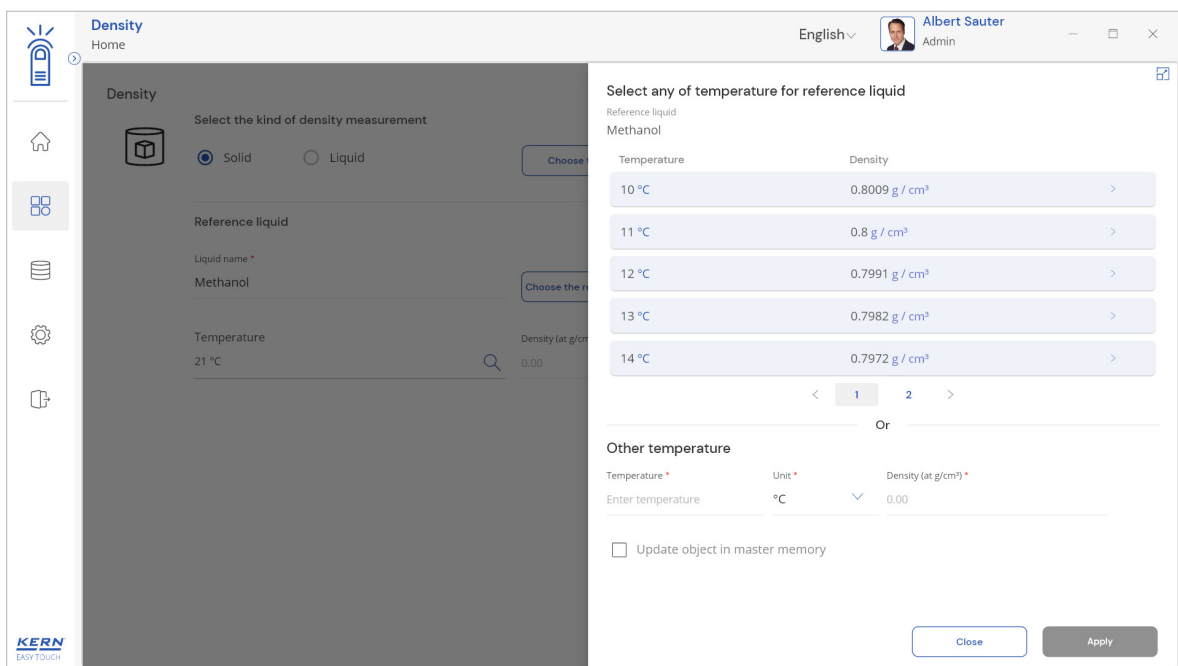 Density
Home
English
Albert Sauter
Admin
Density
Select the kind of density measurement
Solid
Liquid
Choose
Reference liquid
Liquid name *
Methanol
Choose the
Temperature
21 °C
Density (at
0.00
Select any of temperature for reference liquid
Reference liquid
Methanol
Temperature Density
10 °C 0.8009 g / cm³
11 °C 0.8 g / cm³
12 °C 0.7991 g / cm³
13 °C 0.7982 g / cm³
14 °C 0.7972 g / cm³
1 2
Or
Other temperature
Temperature * Unit * Density (at g/cm³) *
Enter temperature °C 0.00
Update object in master memory
Close Apply
KERN
EASY TOUCH